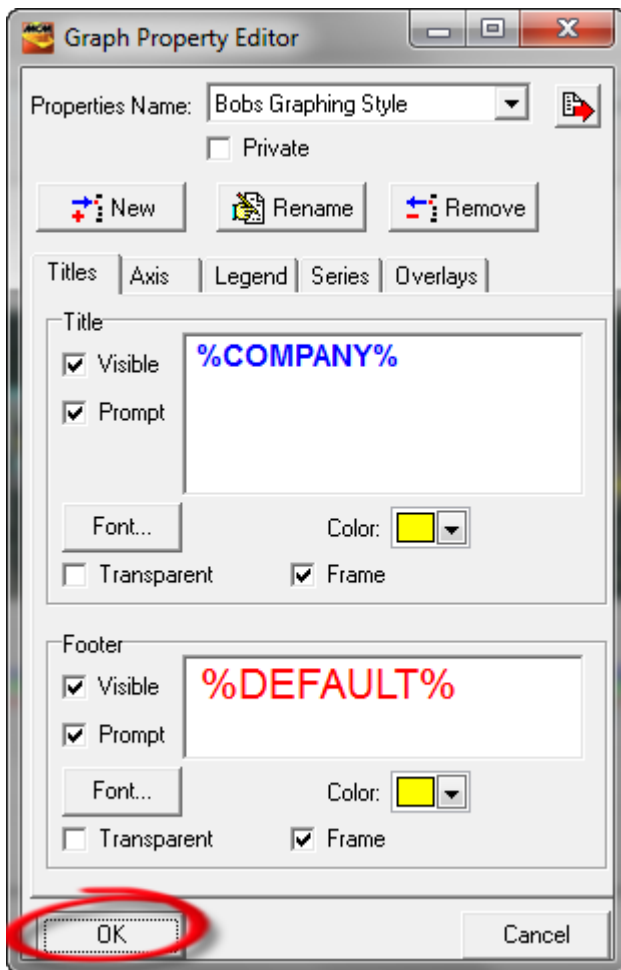 MCM Graph Property Editor
Properties Name: Bobs Graphing Style
Private
New Rename Remove
Titles Axis Legend Series Overlays
Title
Visible %COMPANY%
Prompt
Font... Color:
Transparent Frame
Footer
Visible %DEFAULT%
Prompt
Font... Color:
Transparent Frame
OK Cancel